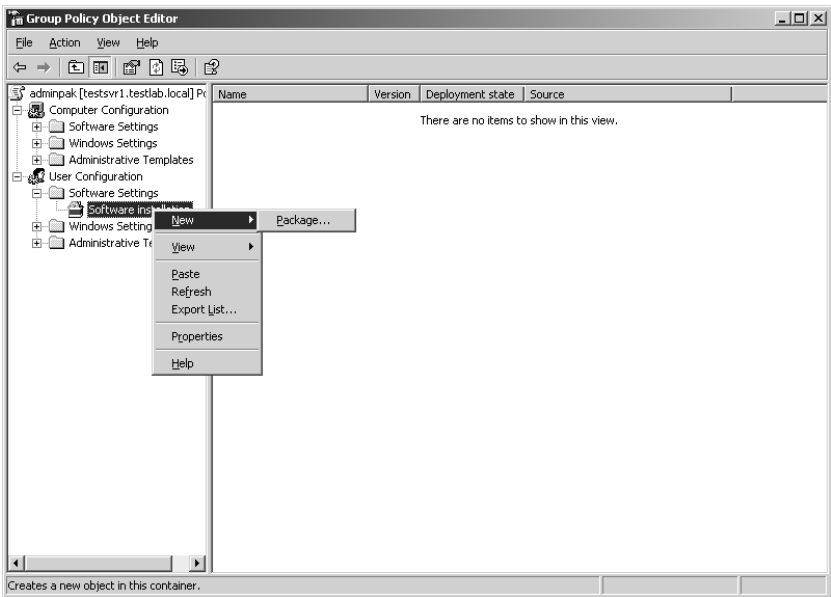 Group Policy Object Editor
File Action View Help
adminpak [testsvr1.testlab.local] Po
Name Version Deployment state Source
Computer Configuration
There are no items to show in this view.
Software Settings
Windows Settings
Administrative Templates
User Configuration
Software Settings
Software installation
New Package...
Windows Setting
Administrative Te
View
Paste
Refresh
Export List...
Properties
Help
Creates a new object in this container.